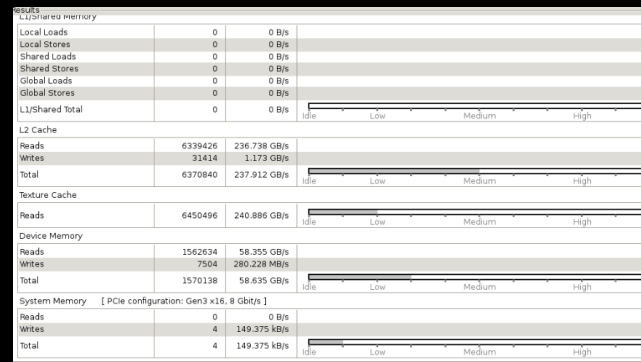 Results
L1/Shared Memory
Local Loads 0 0 B/s
Local Stores 0 0 B/s
Shared Loads 0 0 B/s
Shared Stores 0 0 B/s
Global Loads 0 0 B/s
Global Stores 0 0 B/s
L1/Shared Total 0 0 B/s
Idle Low Medium High
L2 Cache
Reads 6339426 236.738 GB/s
Writes 31414 1.173 GB/s
Total 6370840 237.912 GB/s
Idle Low Medium High
Texture Cache
Reads 6450496 240.886 GB/s
Idle Low Medium High
Device Memory
Reads 1562634 58.355 GB/s
Writes 7504 280.228 MB/s
Total 1570138 58.635 GB/s
Idle Low Medium High
System Memory [ PCIe configuration: Gen3 x16, 8 Gbit/s ]
Reads 0 0 B/s
Writes 4 149.375 kB/s
Total 4 149.375 kB/s
Idle Low Medium High